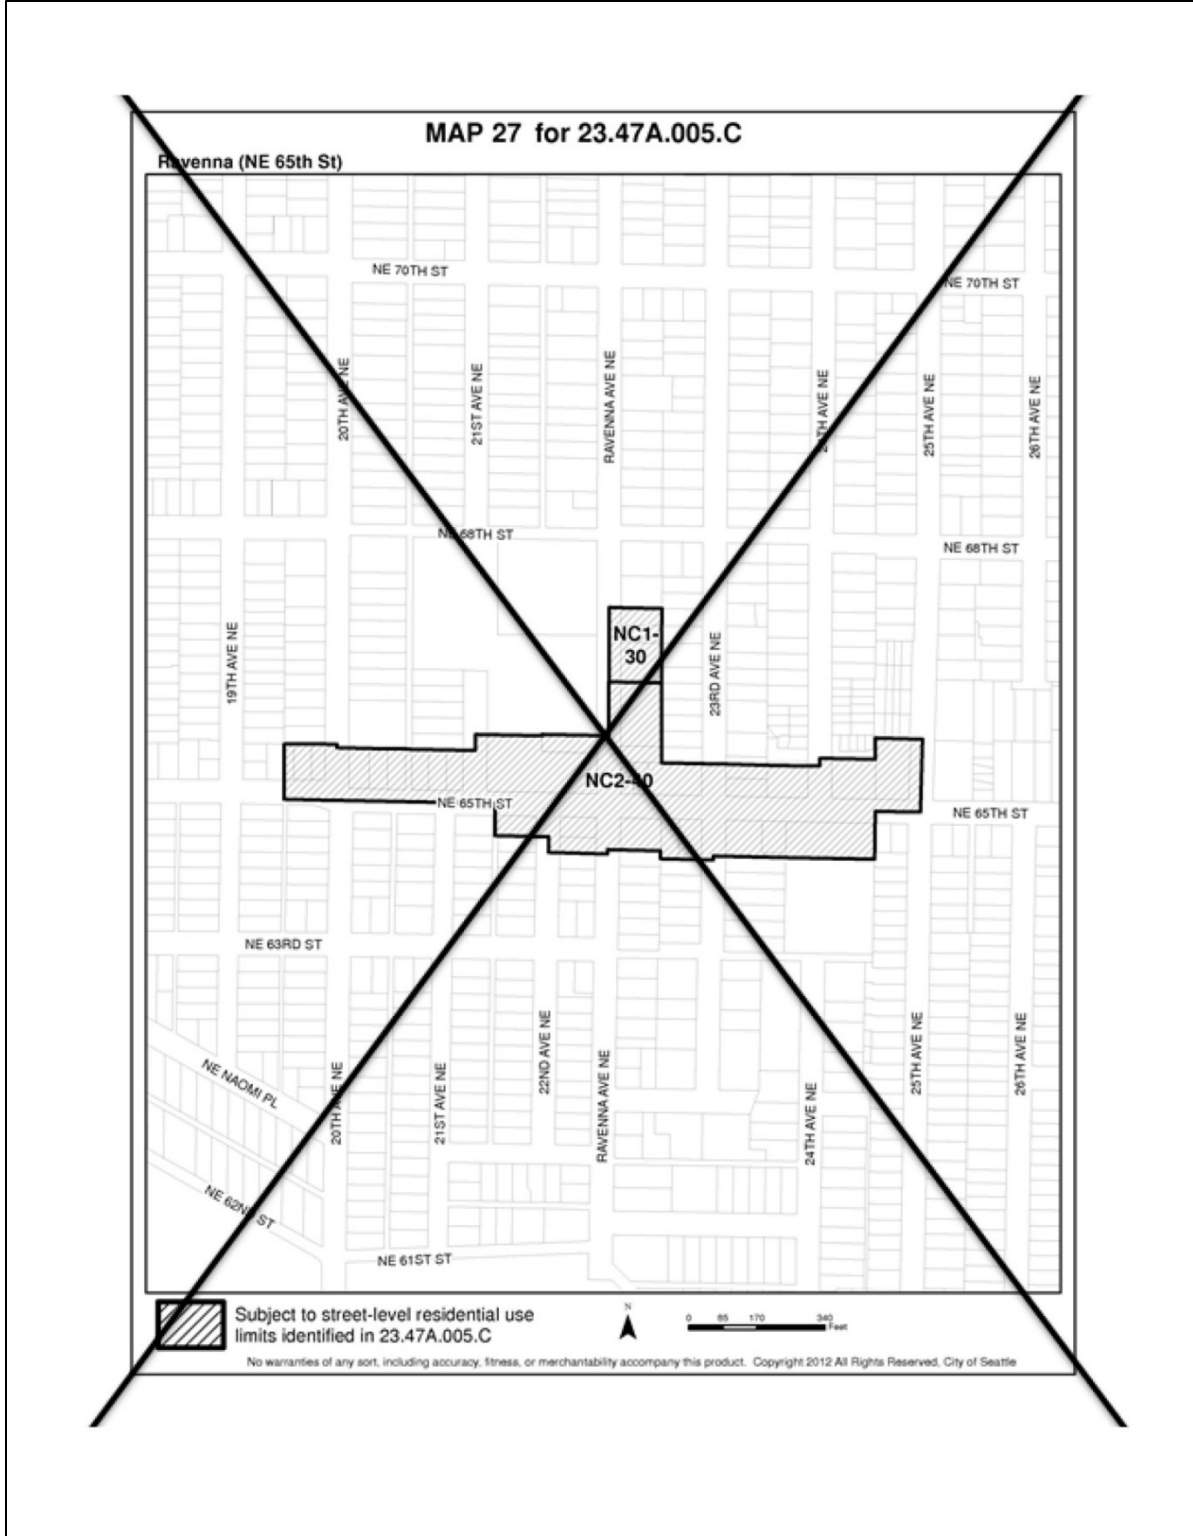 MAP 27 for 23.47A.005.C
Ravenna (NE 65th St)
NE 70TH ST
NE 70TH ST
20TH AVE NE
21ST AVE NE
RAVENNA AVE NE
24TH AVE NE
25TH AVE NE
26TH AVE NE
NE 68TH ST
NE 68TH ST
19TH AVE NE
NC1-
30
23RD AVE NE
NC2-40
NE 65TH ST
NE 65TH ST
NE 63RD ST
NE NAOMI PL
20TH AVE NE
21ST AVE NE
22ND AVE NE
RAVENNA AVE NE
24TH AVE NE
25TH AVE NE
26TH AVE NE
NE 62ND ST
NE 61ST ST
Subject to street-level residential use
limits identified in 23.47A.005.C
N
0 85 170 340
Feet
No warranties of any sort, including accuracy, fitness, or merchantability accompany this product. Copyright 2012 All Rights Reserved, City of Seattle